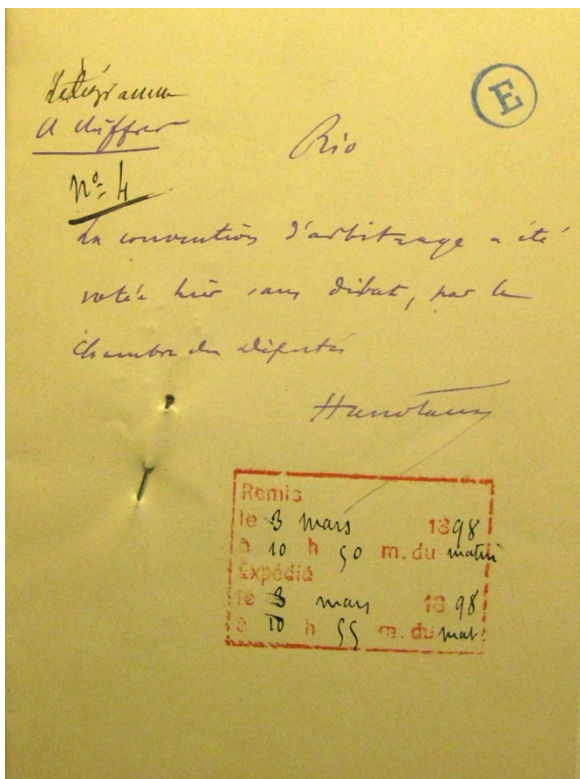 Télégramme
E
à chiffrer
Rio
N° 4
La convention d'arbitrage a été
votée hier sans débat, par la
Chambre des Députés
Hanotaux
Remis
le 3 mars 1898
à 10 h 50 m. du matin
Expédié
le 3 mars 1898
à 10 h 55 m. du mat.